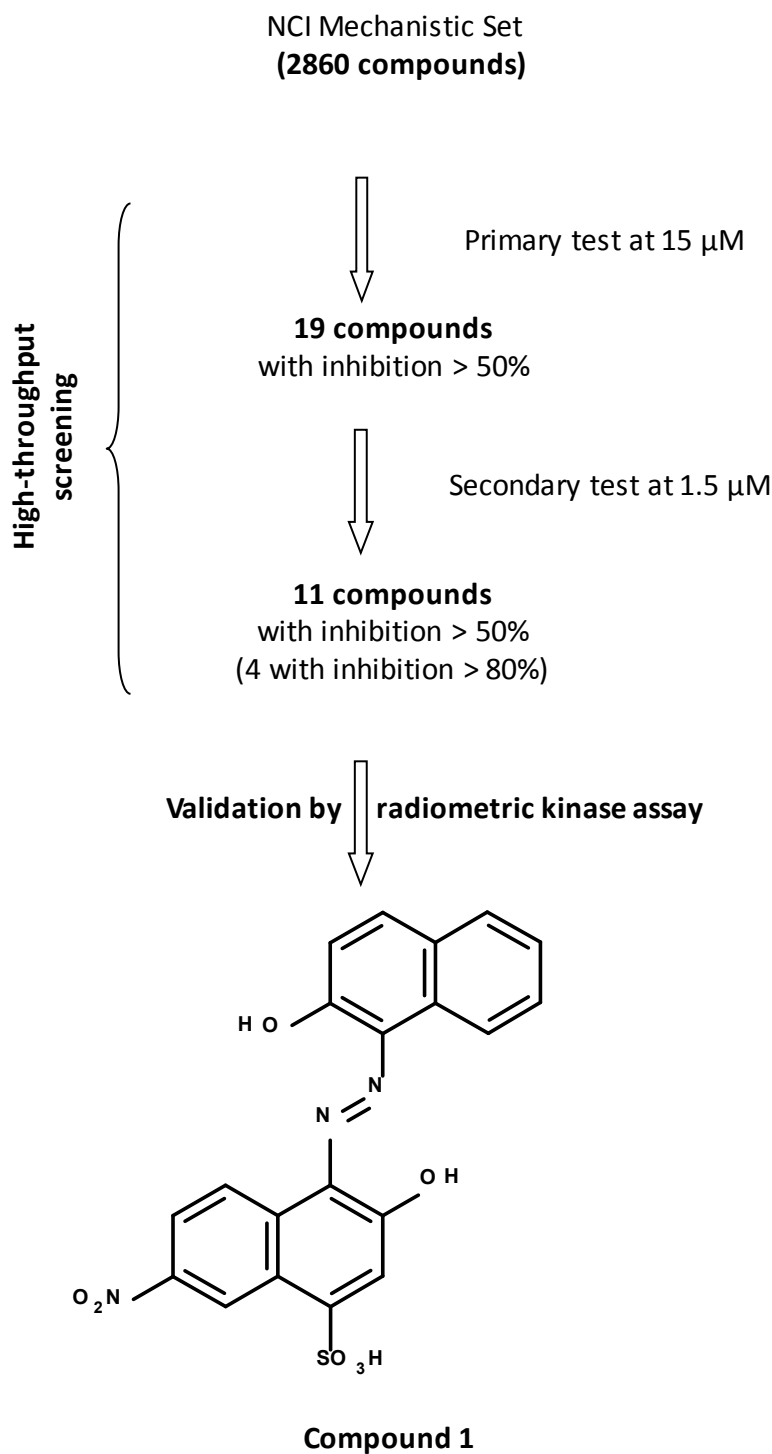 NCI Mechanistic Set
(2860 compounds)
Primary test at 15 µM
19 compounds
with inhibition > 50%
High-throughput
screening
Secondary test at 1.5 µM
11 compounds
with inhibition > 50%
(4 with inhibition > 80%)
Validation by radiometric kinase assay
HO
N
N
OH
O2N
SO3H
Compound 1